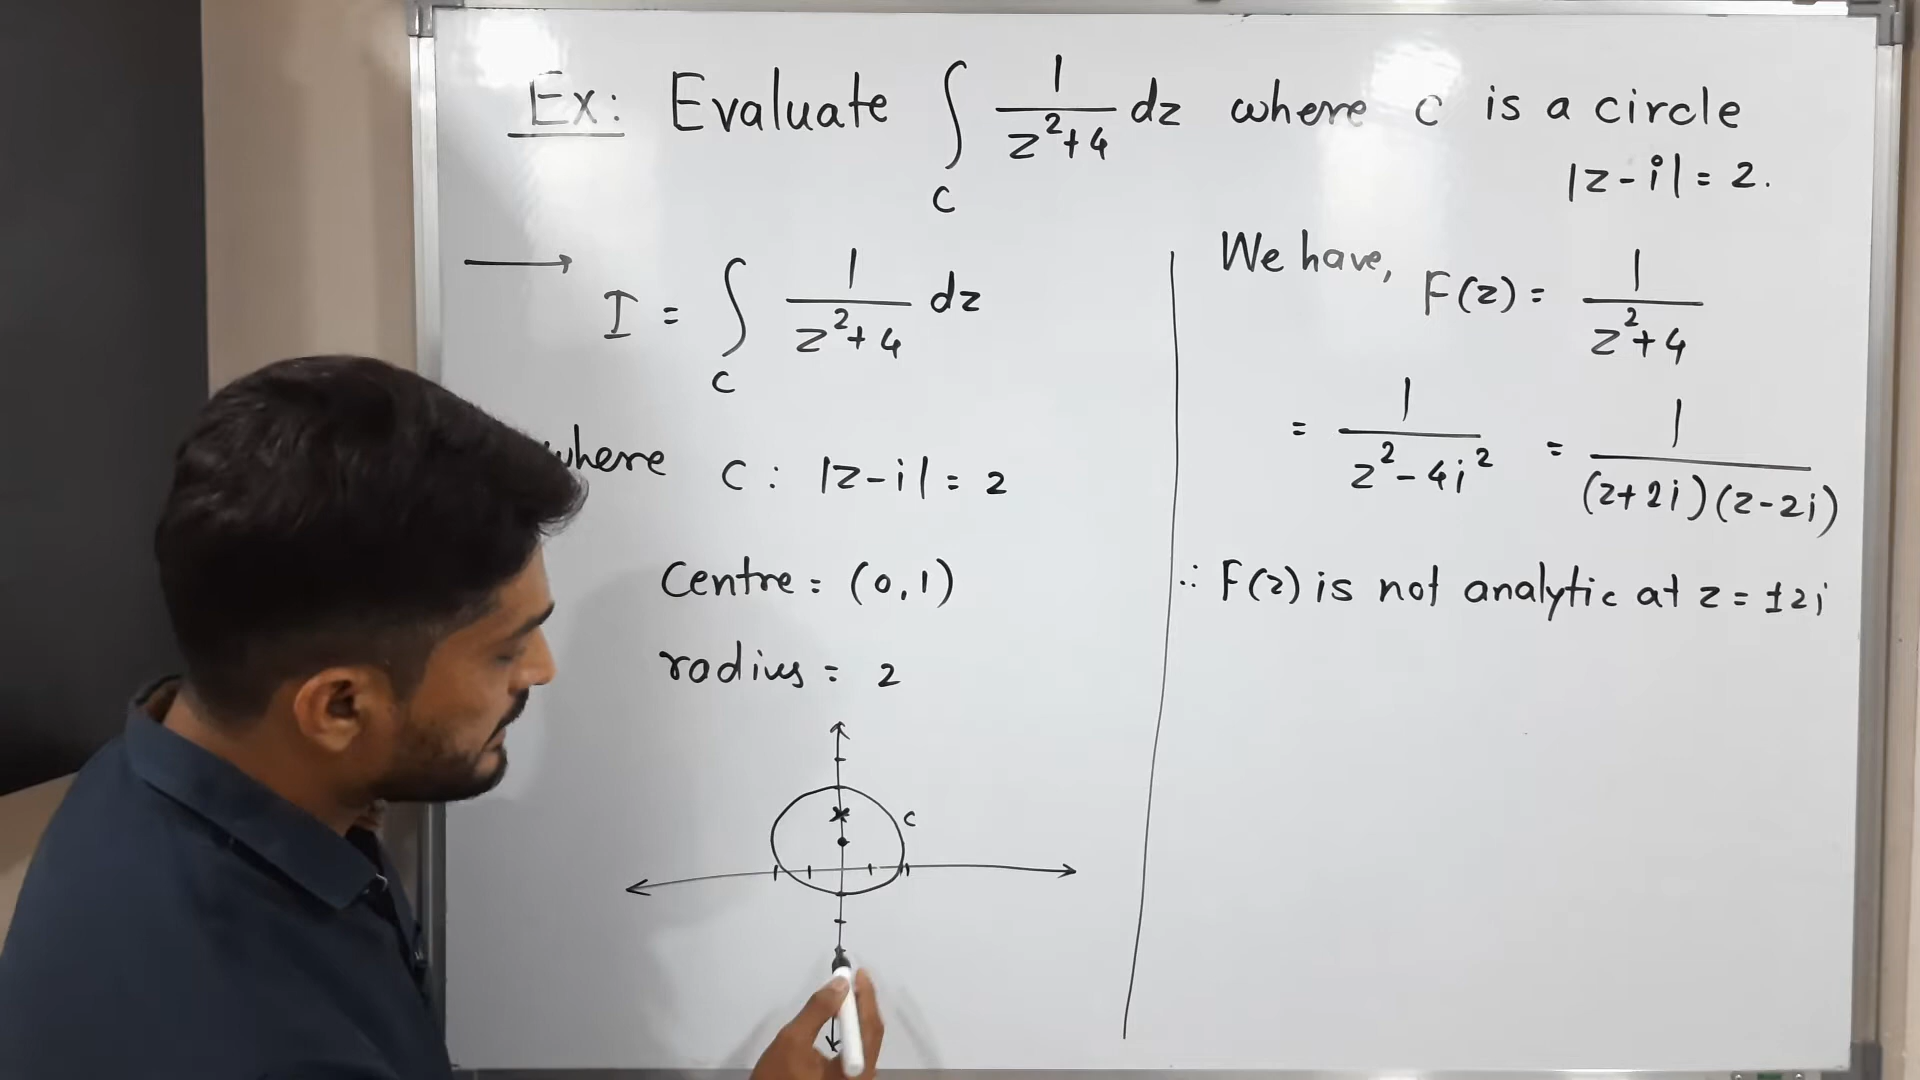 Ex: Evaluate ∫_C 1/(z²+4) dz where C is a circle
|z-i| = 2.
I = ∫_C 1/(z²+4) dz
where C : |z-i| = 2
Centre = (0,1)
radius = 2
C
We have, F(z) = 1/(z²+4)
= 1/(z²-4i²) = 1/((z+2i)(z-2i))
∴ F(z) is not analytic at z = ±2i